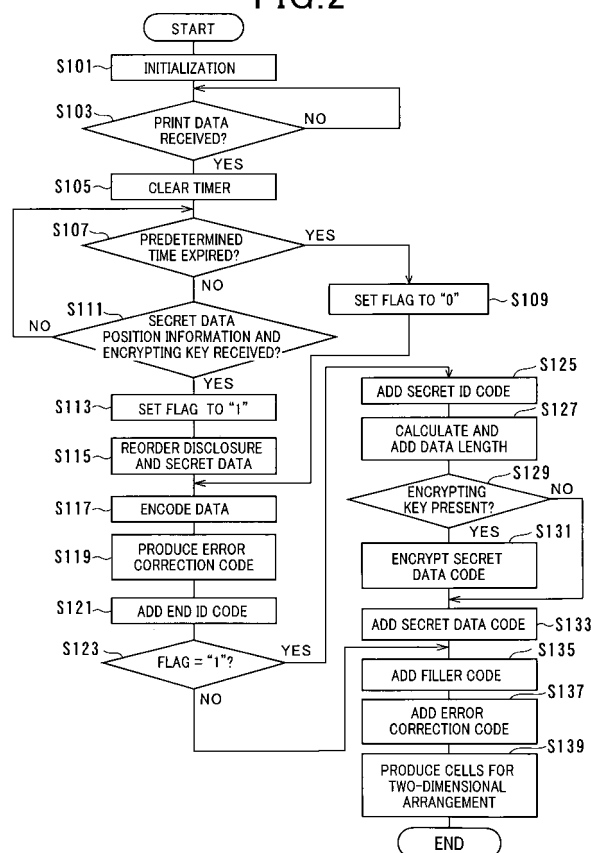 FIG.2
START
S101
INITIALIZATION
S103
PRINT DATA
RECEIVED?
NO
YES
S105
CLEAR TIMER
S107
PREDETERMINED
TIME EXPIRED?
YES
NO
S109
SET FLAG TO "0"
S111
SECRET DATA
POSITION INFORMATION AND
ENCRYPTING KEY RECEIVED?
NO
YES
S113
SET FLAG TO "1"
S115
REORDER DISCLOSURE
AND SECRET DATA
S117
ENCODE DATA
S119
PRODUCE ERROR
CORRECTION CODE
S121
ADD END ID CODE
S123
FLAG = "1"?
YES
NO
S125
ADD SECRET ID CODE
S127
CALCULATE AND
ADD DATA LENGTH
S129
ENCRYPTING
KEY PRESENT?
NO
YES
S131
ENCRYPT SECRET
DATA CODE
S133
ADD SECRET DATA CODE
S135
ADD FILLER CODE
S137
ADD ERROR
CORRECTION CODE
S139
PRODUCE CELLS FOR
TWO-DIMENSIONAL
ARRANGEMENT
END